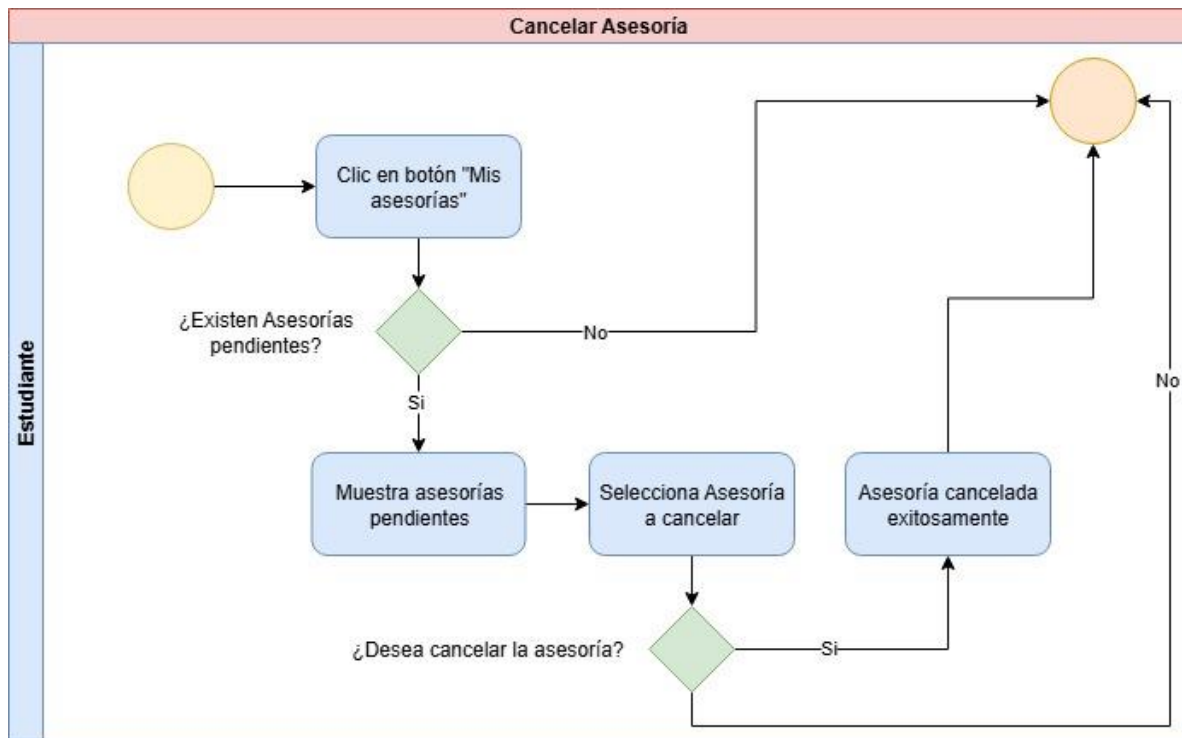 Cancelar Asesoría
Estudiante
Clic en botón "Mis
asesorías"
¿Existen Asesorías
pendientes?
No
Si
Muestra asesorías
pendientes
Selecciona Asesoría
a cancelar
Asesoría cancelada
exitosamente
No
¿Desea cancelar la asesoría?
Si